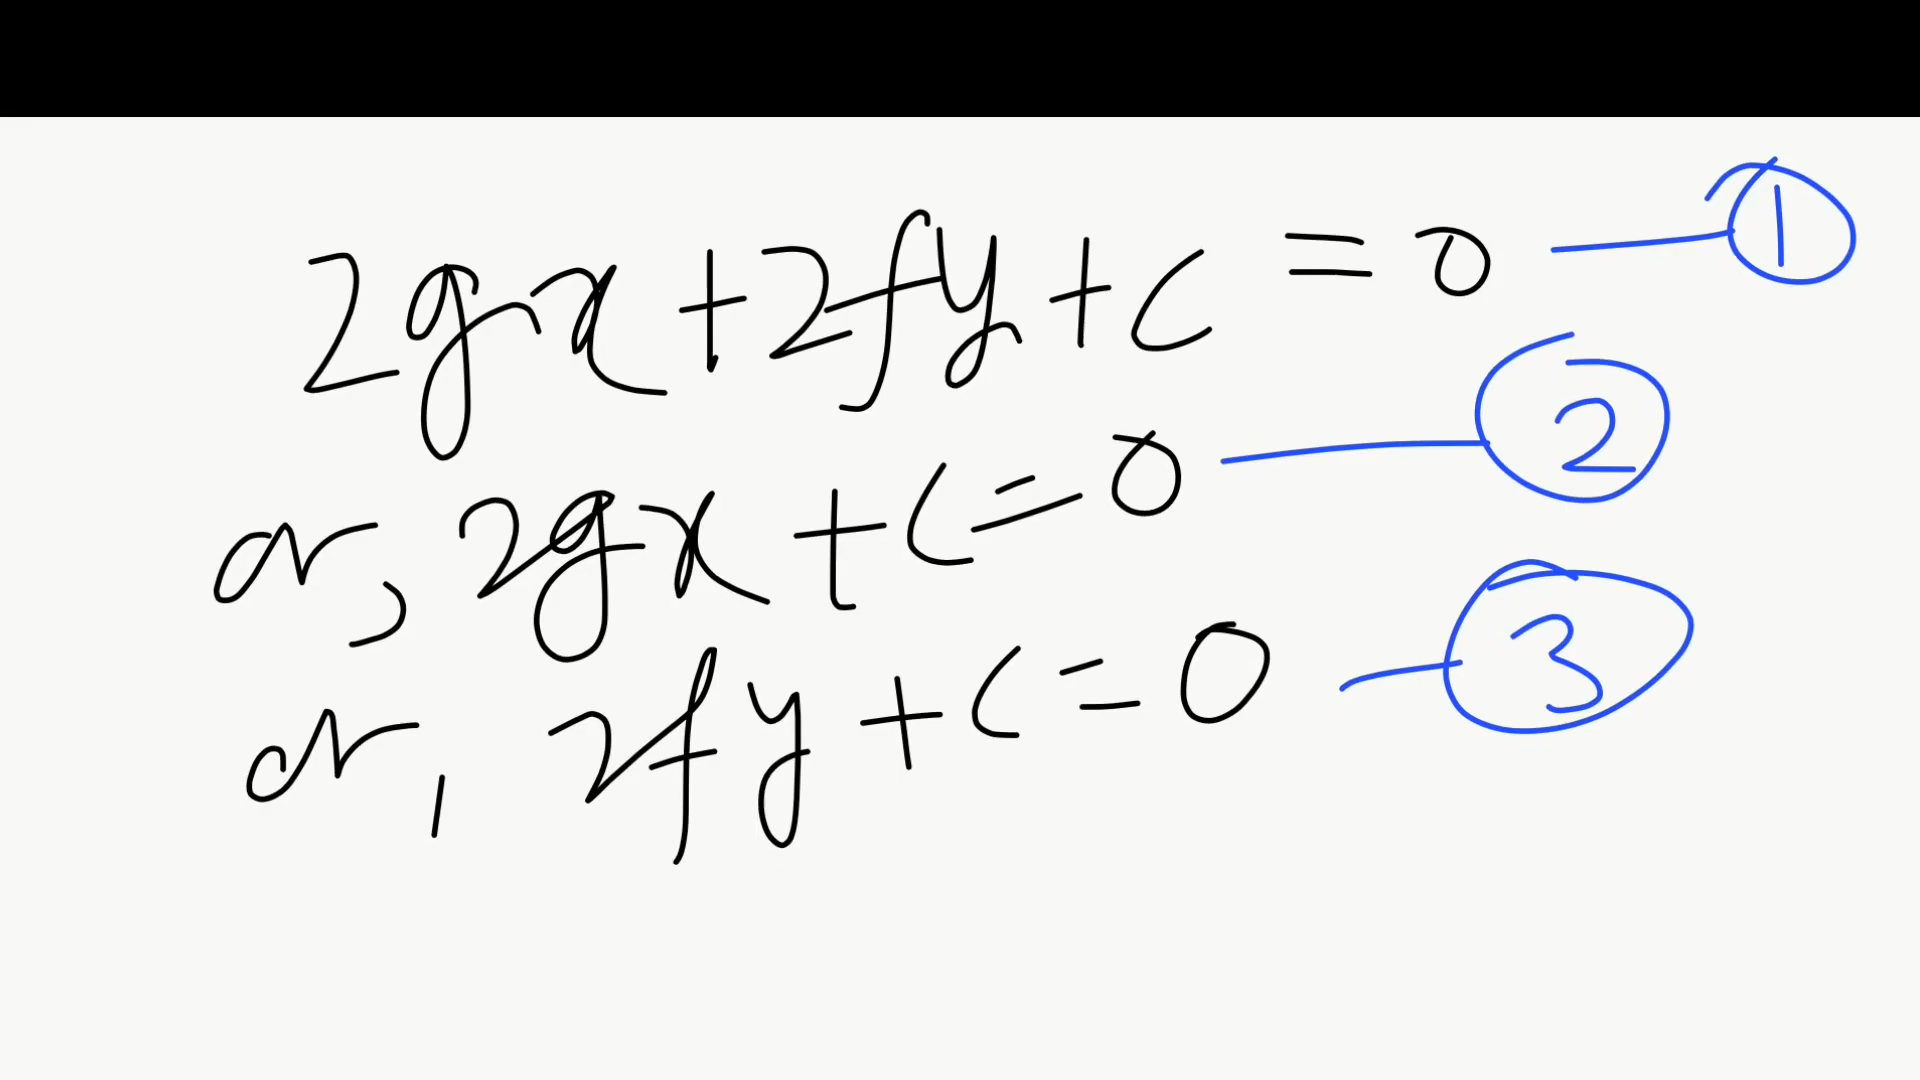 2gx + 2fy + c = 0 — ①
or, 2gx + c = 0 — ②
or, 2fy + c = 0 — ③